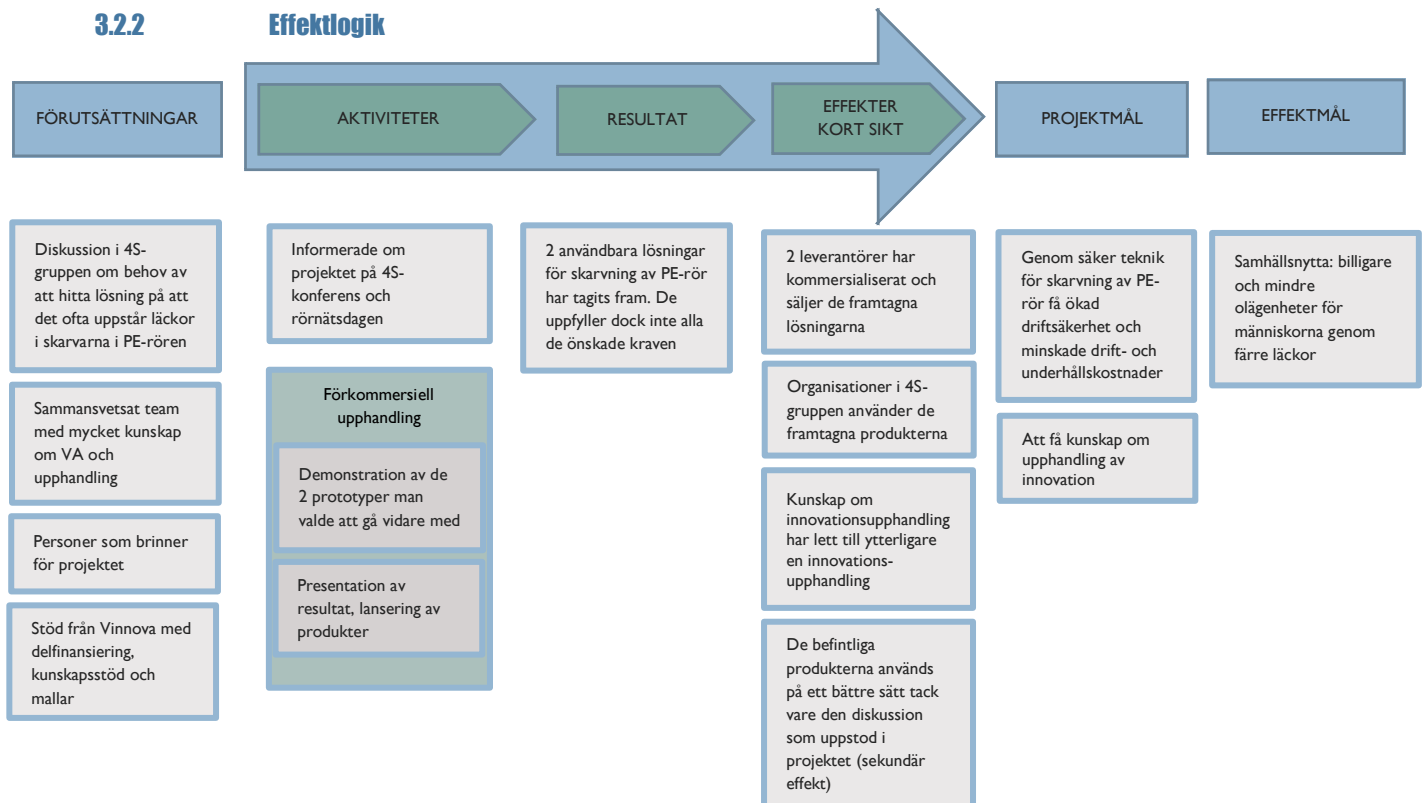 3.2.2 Effektlogik
FÖRUTSÄTTNINGAR
AKTIVITETER
RESULTAT
EFFEKTER
KORT SIKT
PROJEKTMÅL
EFFEKTMÅL
Diskussion i 4S-
gruppen om behov av
att hitta lösning på att
det ofta uppstår läckor
i skarvarna i PE-rören
Sammansvetsat team
med mycket kunskap
om VA och
upphandling
Personer som brinner
för projektet
Stöd från Vinnova med
delfinansiering,
kunskapsstöd och
mallar
Informerade om
projektet på 4S-
konferens och
rörnätsdagen
Förkommersiell
upphandling
Demonstration av de
2 prototyper man
valde att gå vidare med
Presentation av
resultat, lansering av
produkter
2 användbara lösningar
för skarvning av PE-rör
har tagits fram. De
uppfyller dock inte alla
de önskade kraven
2 leverantörer har
kommersialiserat och
säljer de framtagna
lösningarna
Organisationer i 4S-
gruppen använder de
framtagna produkterna
Kunskap om
innovationsupphandling
har lett till ytterligare
en innovations-
upphandling
De befintliga
produkterna används
på ett bättre sätt tack
vare den diskussion
som uppstod i
projektet (sekundär
effekt)
Genom säker teknik
för skarvning av PE-
rör få ökad
driftsäkerhet och
minskade drift- och
underhållskostnader
Att få kunskap om
upphandling av
innovation
Samhällsnytta: billigare
och mindre
olägenheter för
människorna genom
färre läckor